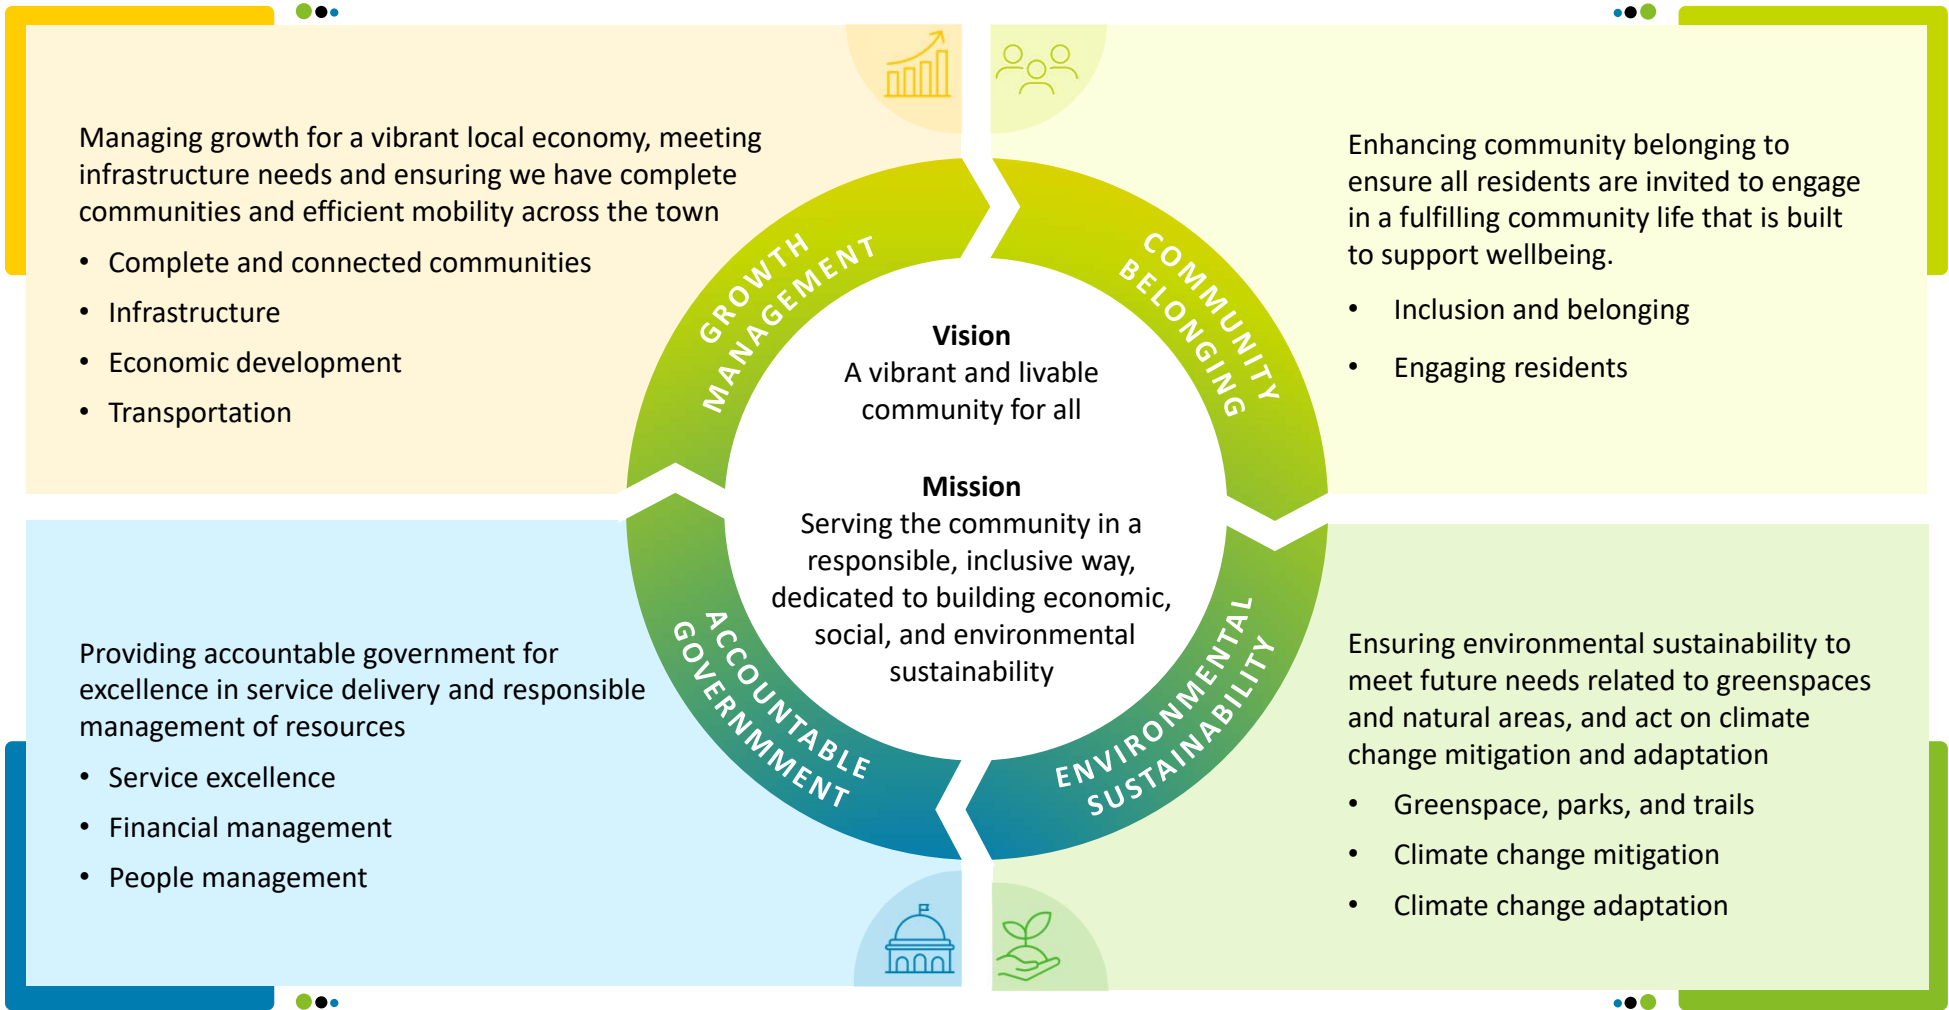 Managing growth for a vibrant local economy, meeting
infrastructure needs and ensuring we have complete
communities and efficient mobility across the town
• Complete and connected communities
• Infrastructure
• Economic development
• Transportation
GROWTH
MANAGEMENT
COMMUNITY
BELONGING
Enhancing community belonging to
ensure all residents are invited to engage
in a fulfilling community life that is built
to support wellbeing.
• Inclusion and belonging
• Engaging residents
Vision
A vibrant and livable
community for all
Mission
Serving the community in a
responsible, inclusive way,
dedicated to building economic,
social, and environmental
sustainability
Providing accountable government for
excellence in service delivery and responsible
management of resources
• Service excellence
• Financial management
• People management
ACCOUNTABLE
GOVERNMMENT
ENVIRONMENTAL
SUSTAINABILITY
Ensuring environmental sustainability to
meet future needs related to greenspaces
and natural areas, and act on climate
change mitigation and adaptation
• Greenspace, parks, and trails
• Climate change mitigation
• Climate change adaptation